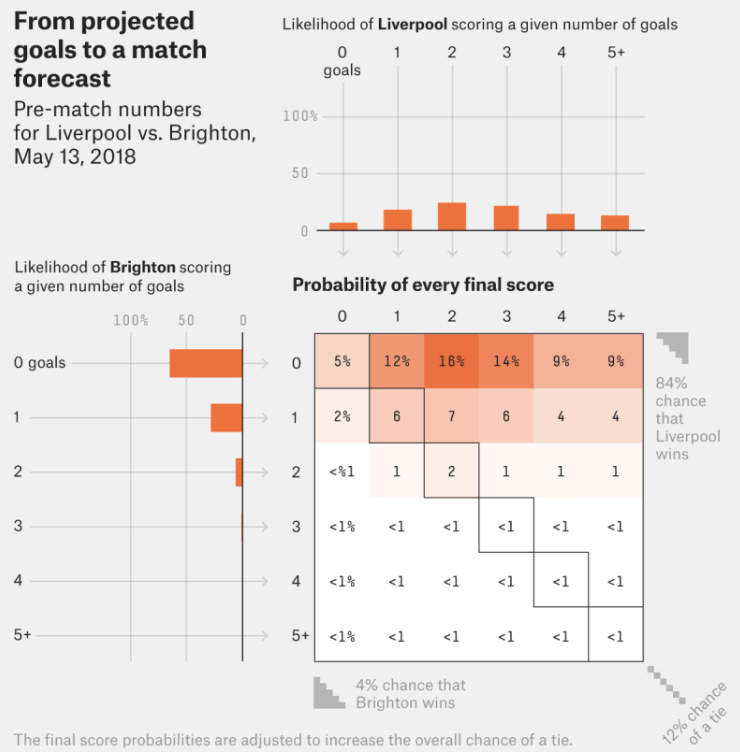 From projected
goals to a match
forecast
Pre-match numbers
for Liverpool vs. Brighton,
May 13, 2018
Likelihood of Liverpool scoring a given number of goals
0 1 2 3 4 5+
goals
100%
50
0
Likelihood of Brighton scoring
a given number of goals
100% 50 0
0 goals
1
2
3
4
5+
Probability of every final score
0 1 2 3 4 5+
0 5% 12% 16% 14% 9% 9%
1 2% 6 7 6 4 4
2 <%1 1 2 1 1 1
3 <1% <1 <1 <1 <1 <1
4 <1% <1 <1 <1 <1 <1
5+ <1% <1 <1 <1 <1 <1
84%
chance
that
Liverpool
wins
4% chance that
Brighton wins
12% chance
of a tie
The final score probabilities are adjusted to increase the overall chance of a tie.